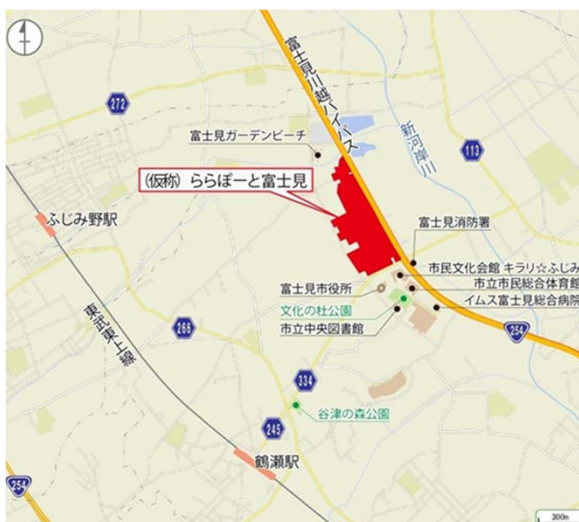 富士見川越バイパス
272
富士見ガーデンビーチ
新河岸川
113
(仮称) ららぽーと富士見
ふじみ野駅
富士見消防署
市民文化会館 キラリ☆ふじみ
富士見市役所
市立市民総合体育館
文化の杜公園
イムス富士見総合病院
市立中央図書館
266
254
東武東上線
334
谷津の森公園
245
鶴瀬駅
254
300m